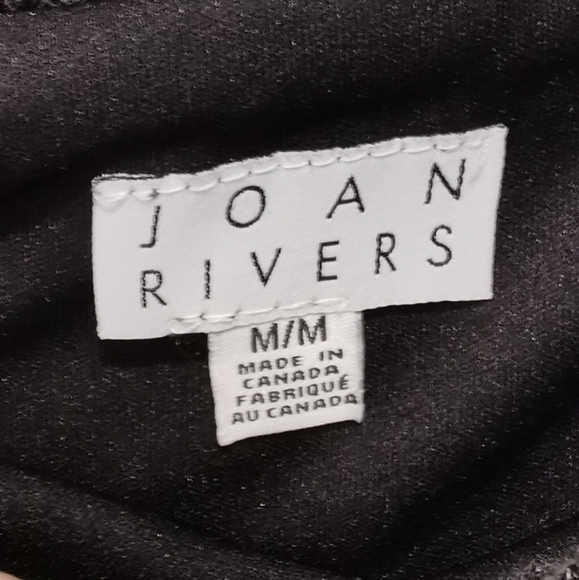 JOAN
RIVERS
M/M
MADE IN
CANADA
FABRIQUÉ
AU CANADA